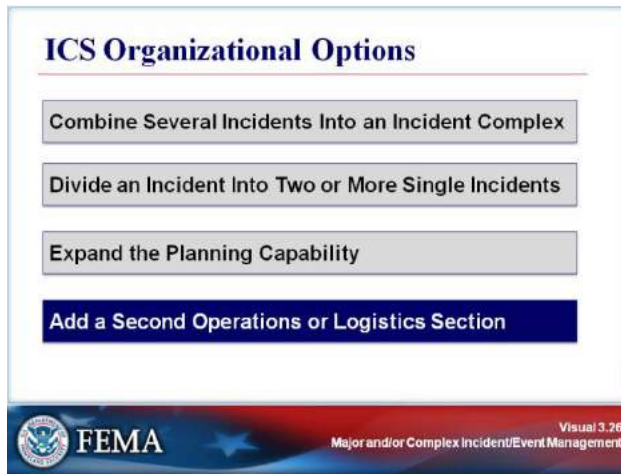 ICS Organizational Options
Combine Several Incidents Into an Incident Complex
Divide an Incident Into Two or More Single Incidents
Expand the Planning Capability
Add a Second Operations or Logistics Section
FEMA
Visual 3.26
Major and/or Complex Incident/Event Management